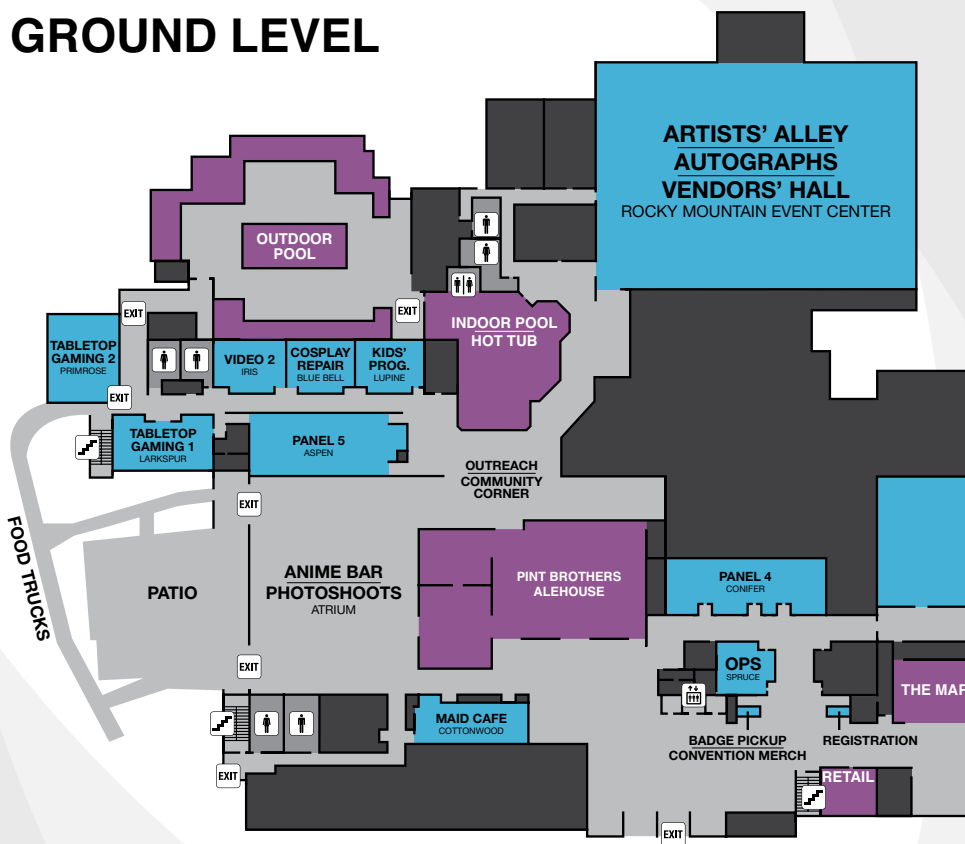 GROUND LEVEL
ARTISTS' ALLEY
AUTOGRAPHS
VENDORS' HALL
ROCKY MOUNTAIN EVENT CENTER
OUTDOOR
POOL
EXIT
EXIT
INDOOR POOL
HOT TUB
TABLETOP
GAMING 2
PRIMROSE
VIDEO 2
IRIS
COSPLAY
REPAIR
BLUE BELL
KIDS'
PROG.
LUPINE
EXIT
TABLETOP
GAMING 1
LARKSPUR
PANEL 5
ASPEN
OUTREACH
COMMUNITY
CORNER
EXIT
FOOD TRUCKS
PATIO
ANIME BAR
PHOTOSHOOTS
ATRIUM
PINT BROTHERS
ALEHOUSE
PANEL 4
CONIFER
EXIT
OPS
SPRUCE
THE MAR
MAID CAFE
COTTONWOOD
BADGE PICKUP
CONVENTION MERCH
REGISTRATION
EXIT
RETAIL
EXIT